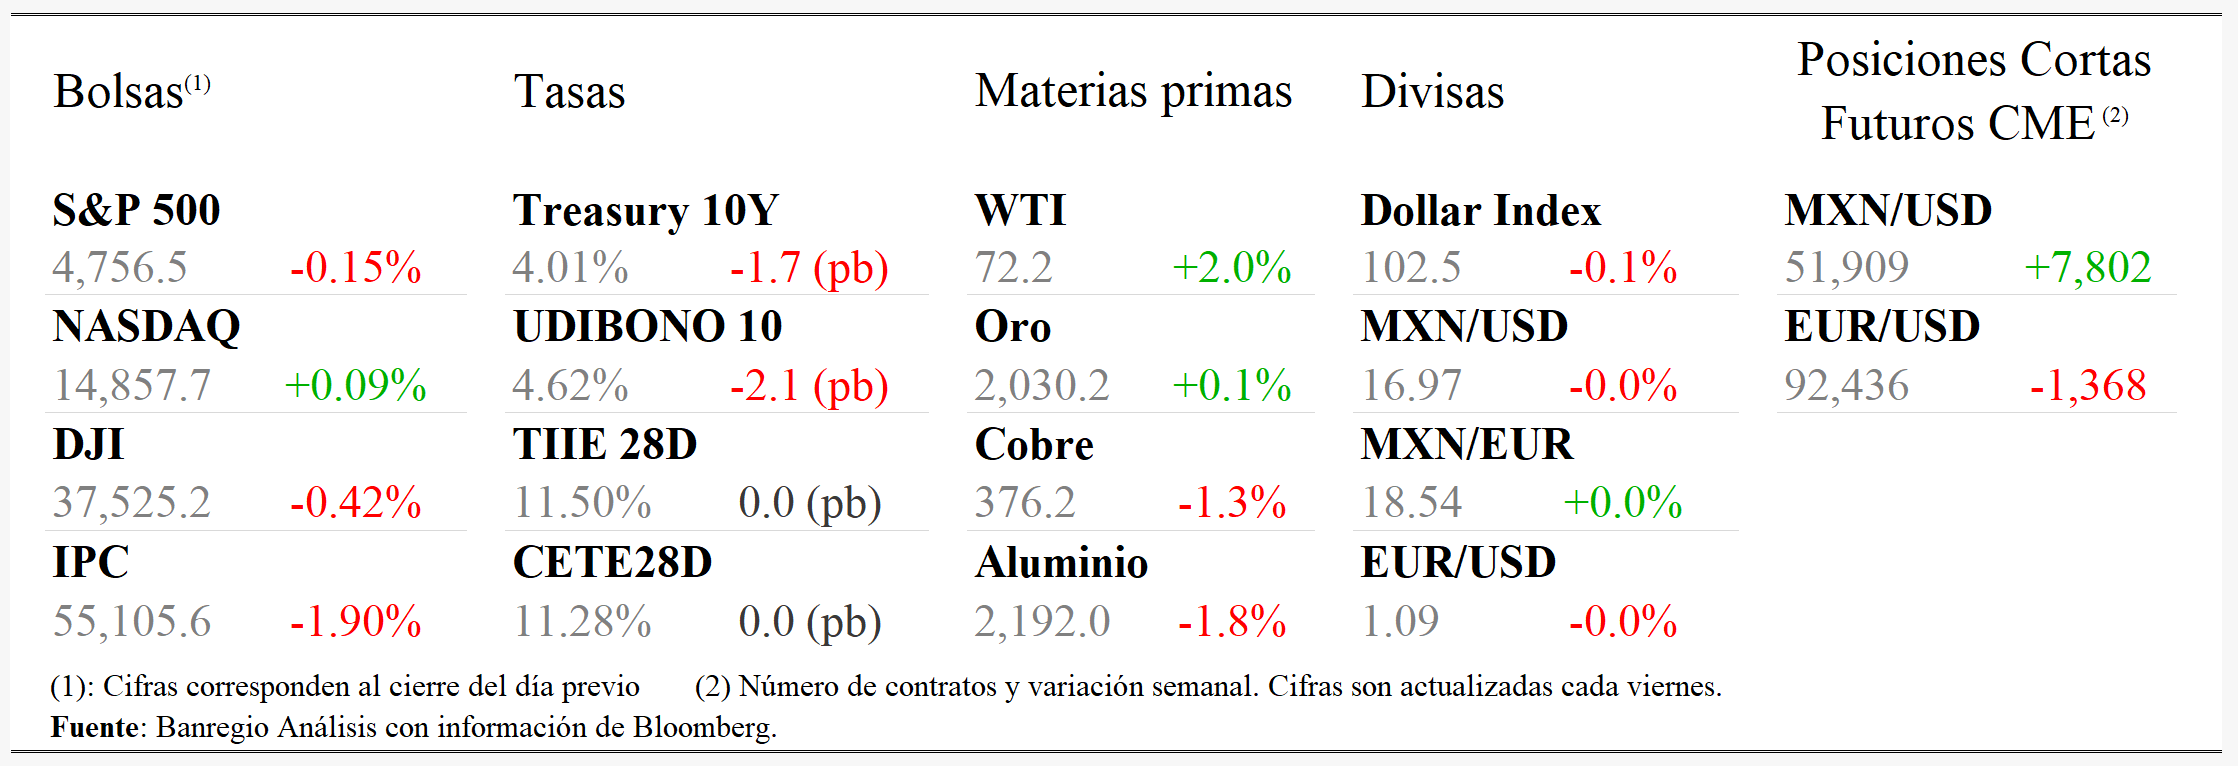 Bolsas(1) Tasas Materias primas Divisas Posiciones Cortas
Futuros CME (2)
S&P 500 Treasury 10Y WTI Dollar Index MXN/USD
4,756.5 -0.15% 4.01% -1.7 (pb) 72.2 +2.0% 102.5 -0.1% 51,909 +7,802
NASDAQ UDIBONO 10 Oro MXN/USD EUR/USD
14,857.7 +0.09% 4.62% -2.1 (pb) 2,030.2 +0.1% 16.97 -0.0% 92,436 -1,368
DJI TIIE 28D Cobre MXN/EUR
37,525.2 -0.42% 11.50% 0.0 (pb) 376.2 -1.3% 18.54 +0.0%
IPC CETE28D Aluminio EUR/USD
55,105.6 -1.90% 11.28% 0.0 (pb) 2,192.0 -1.8% 1.09 -0.0%
(1): Cifras corresponden al cierre del día previo (2) Número de contratos y variación semanal. Cifras son actualizadas cada viernes.
Fuente: Banregio Análisis con información de Bloomberg.